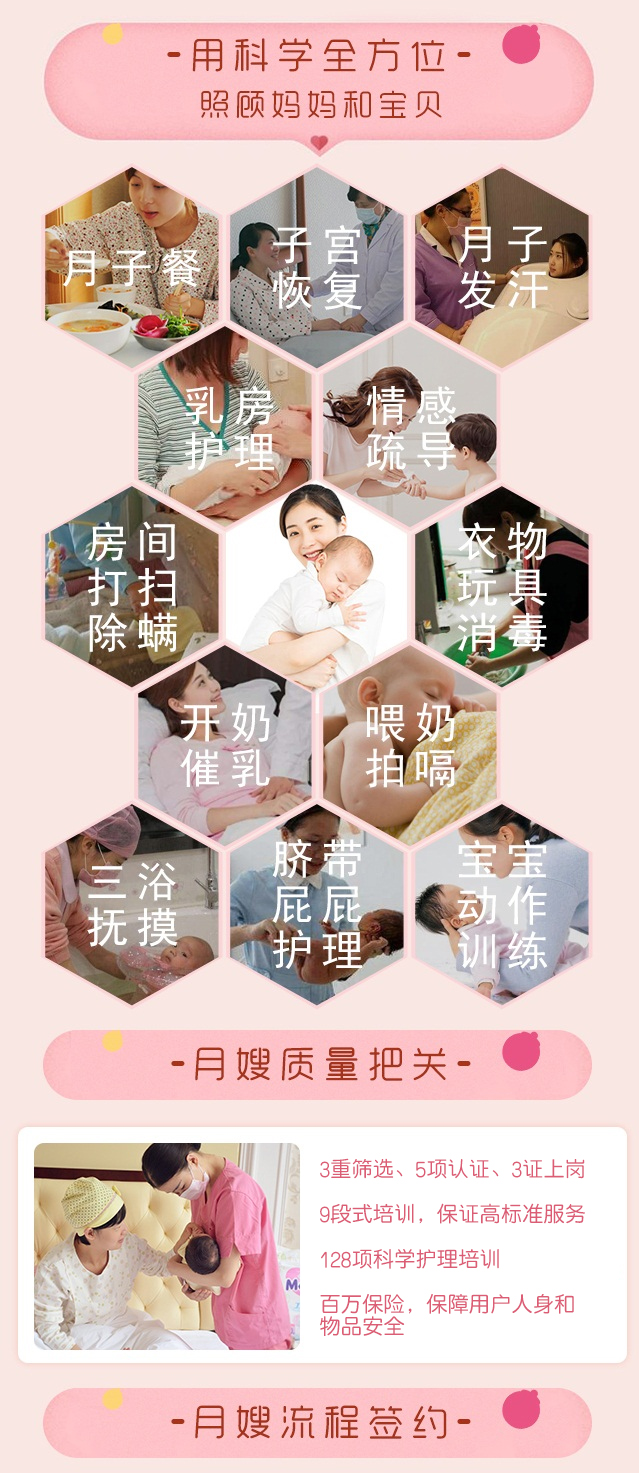 -用科学全方位-
照顾妈妈和宝贝
月子餐
子宫
恢复
月子
发汗
乳房
护理
情感
疏导
房间
打扫
除螨
衣物
玩具
消毒
开奶
催乳
喂奶
拍嗝
三浴
抚摸
脐带
屁屁
护理
宝宝
动作
训练
-月嫂质量把关-
3重筛选、5项认证、3证上岗
9段式培训，保证高标准服务
128项科学护理培训
百万保险，保障用户人身和
物品安全
-月嫂流程签约-